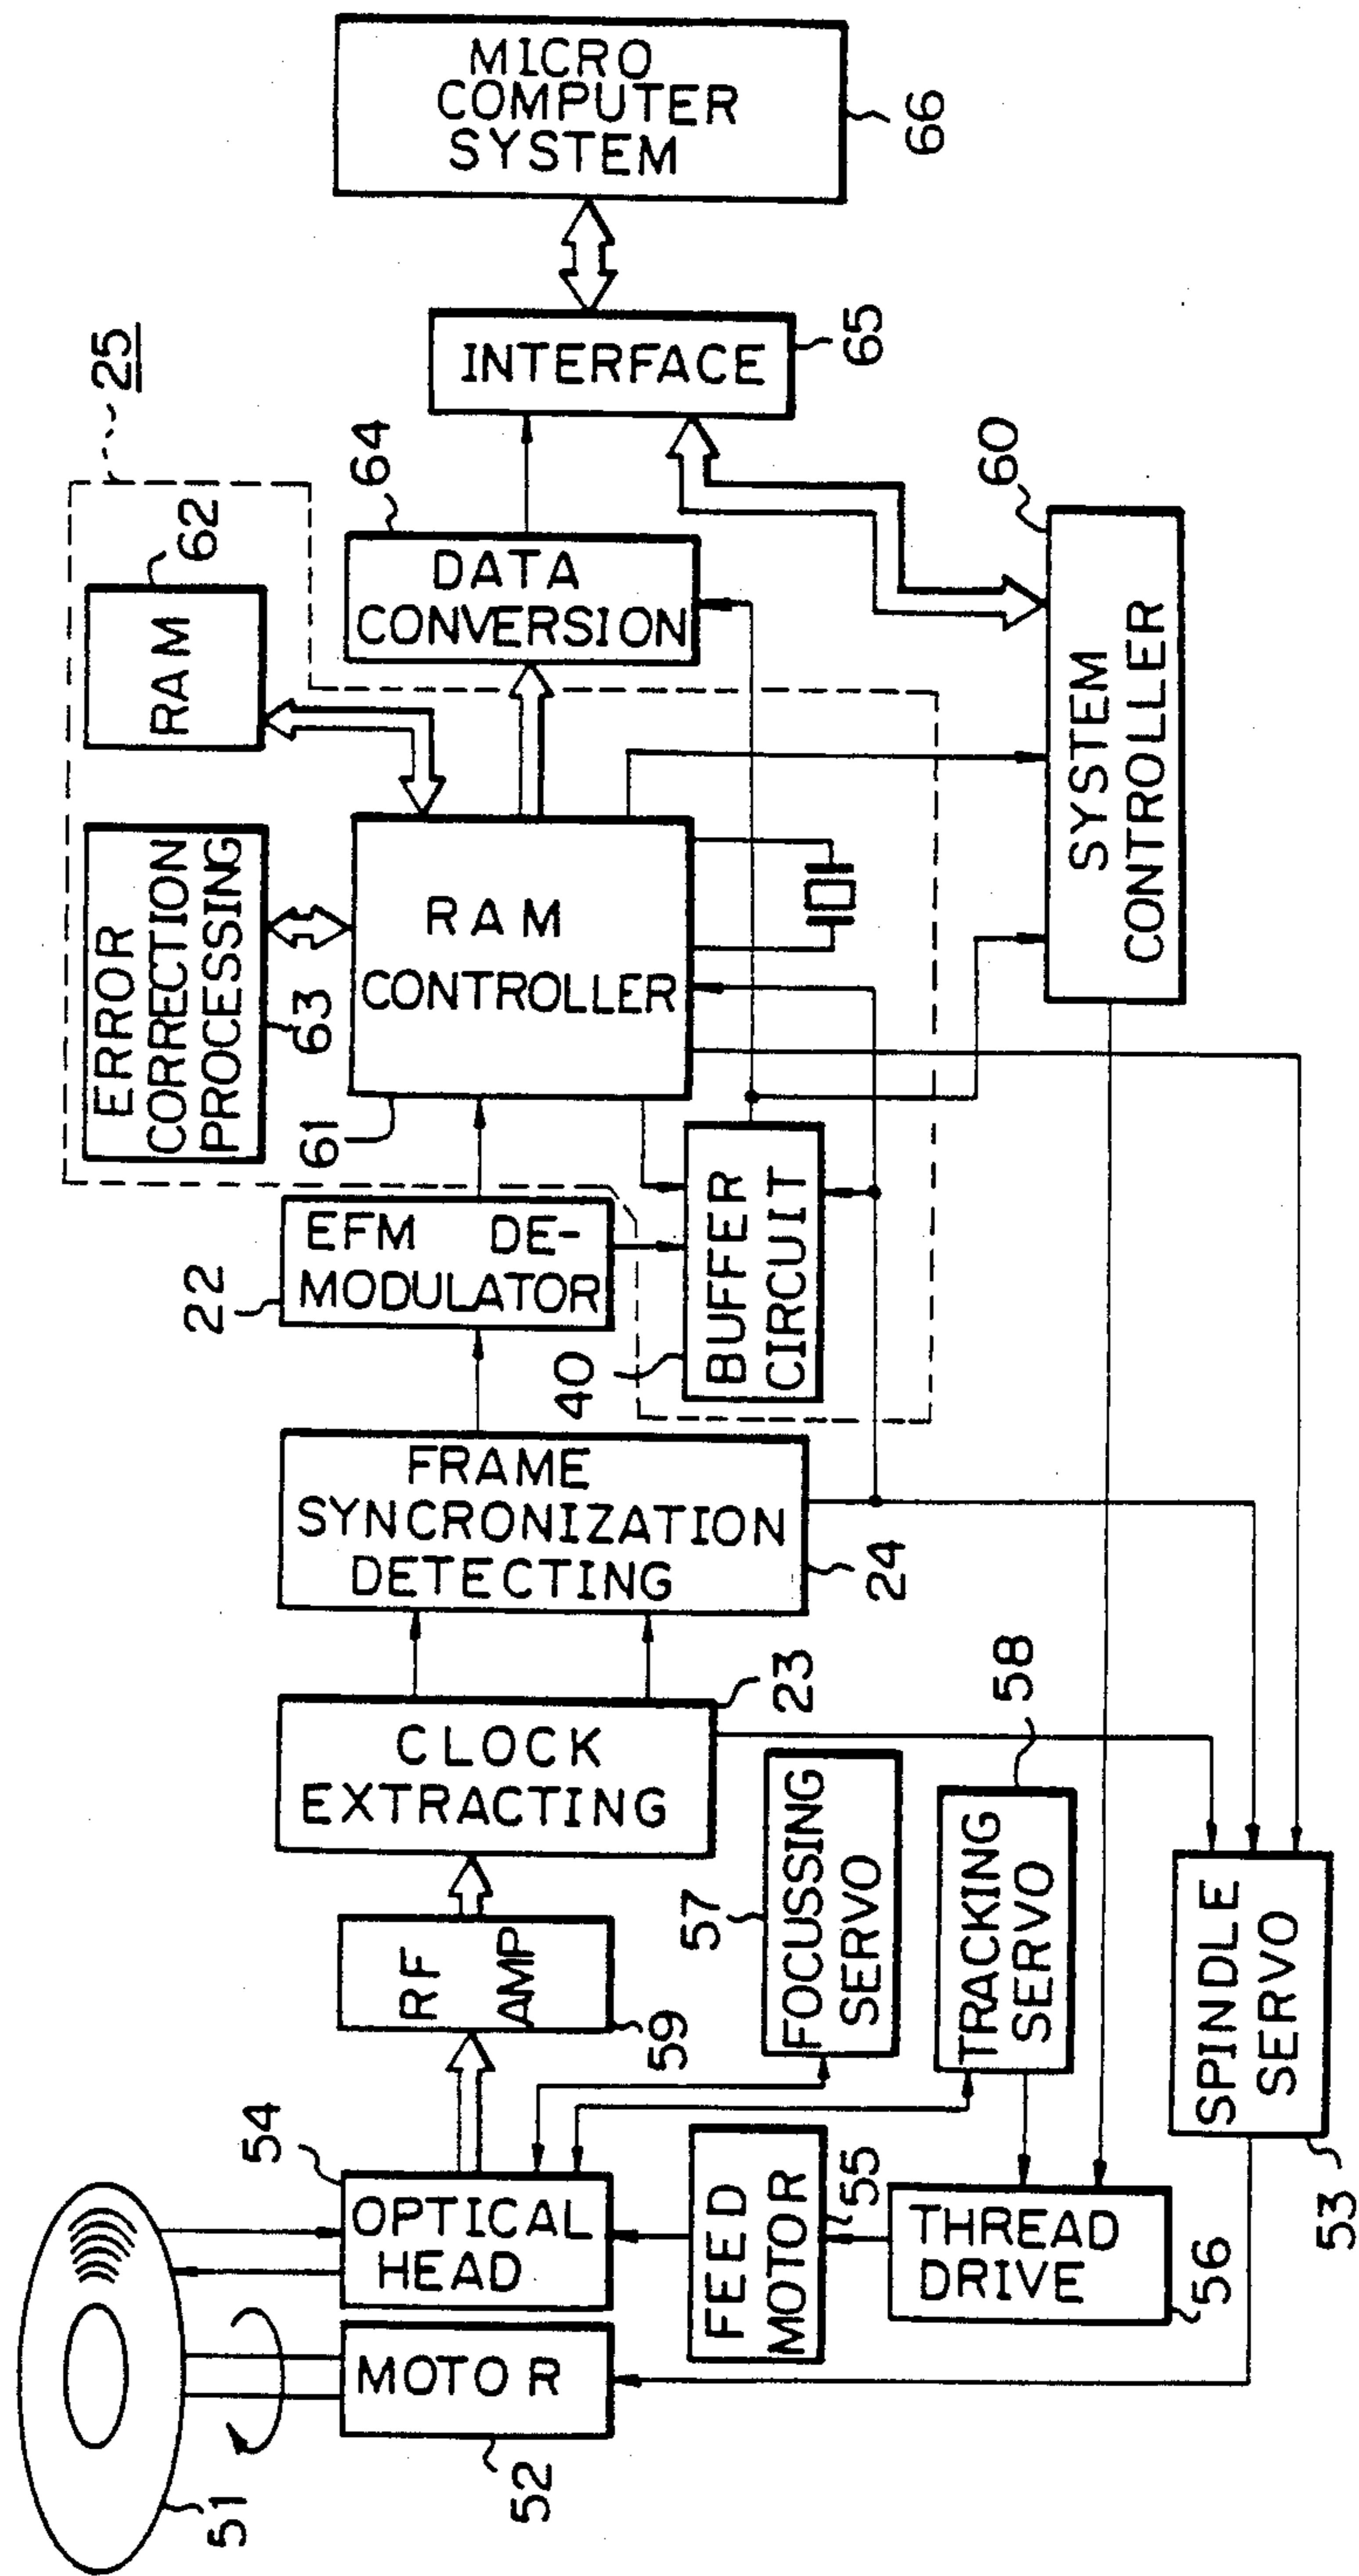 51
MOTOR
52
54
OPTICAL
HEAD
FEED
MOTOR
55
THREAD
DRIVE
56
RF
AMP
59
57
FOCUSSING
SERVO
TRACKING
SERVO
58
SPINDLE
SERVO
53
CLOCK
EXTRACTING
23
FRAME
SYNCRONIZATION
DETECTING
24
22
EFM DE-
MODULATOR
40
BUFFER
CIRCUIT
ERROR
CORRECTION
PROCESSING
63
61
RAM
CONTROLLER
RAM
62
25
64
DATA
CONVERSION
INTERFACE
65
60
SYSTEM
CONTROLLER
MICRO
COMPUTER
SYSTEM
66